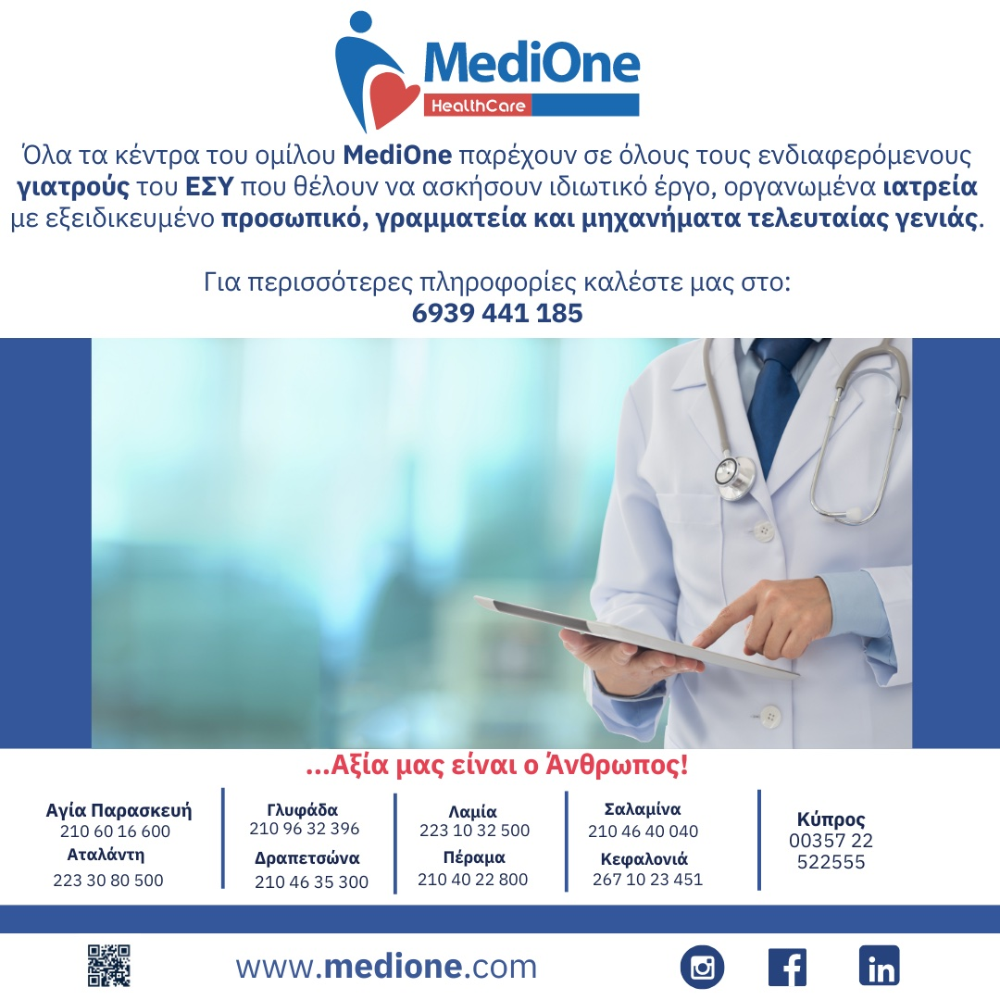 MediOne
HealthCare
Όλα τα κέντρα του ομίλου MediOne παρέχουν σε όλους τους ενδιαφερόμενους
γιατρούς του ΕΣΥ που θέλουν να ασκήσουν ιδιωτικό έργο, οργανωμένα ιατρεία
με εξειδικευμένο προσωπικό, γραμματεία και μηχανήματα τελευταίας γενιάς.
Για περισσότερες πληροφορίες καλέστε μας στο:
6939 441 185
...Αξία μας είναι ο Άνθρωπος!
Αγία Παρασκευή
210 60 16 600
Αταλάντη
223 30 80 500
Γλυφάδα
210 96 32 396
Δραπετσώνα
210 46 35 300
Λαμία
223 10 32 500
Πέραμα
210 40 22 800
Σαλαμίνα
210 46 40 040
Κεφαλονιά
267 10 23 451
Κύπρος
00357 22
522555
www.medione.com
in